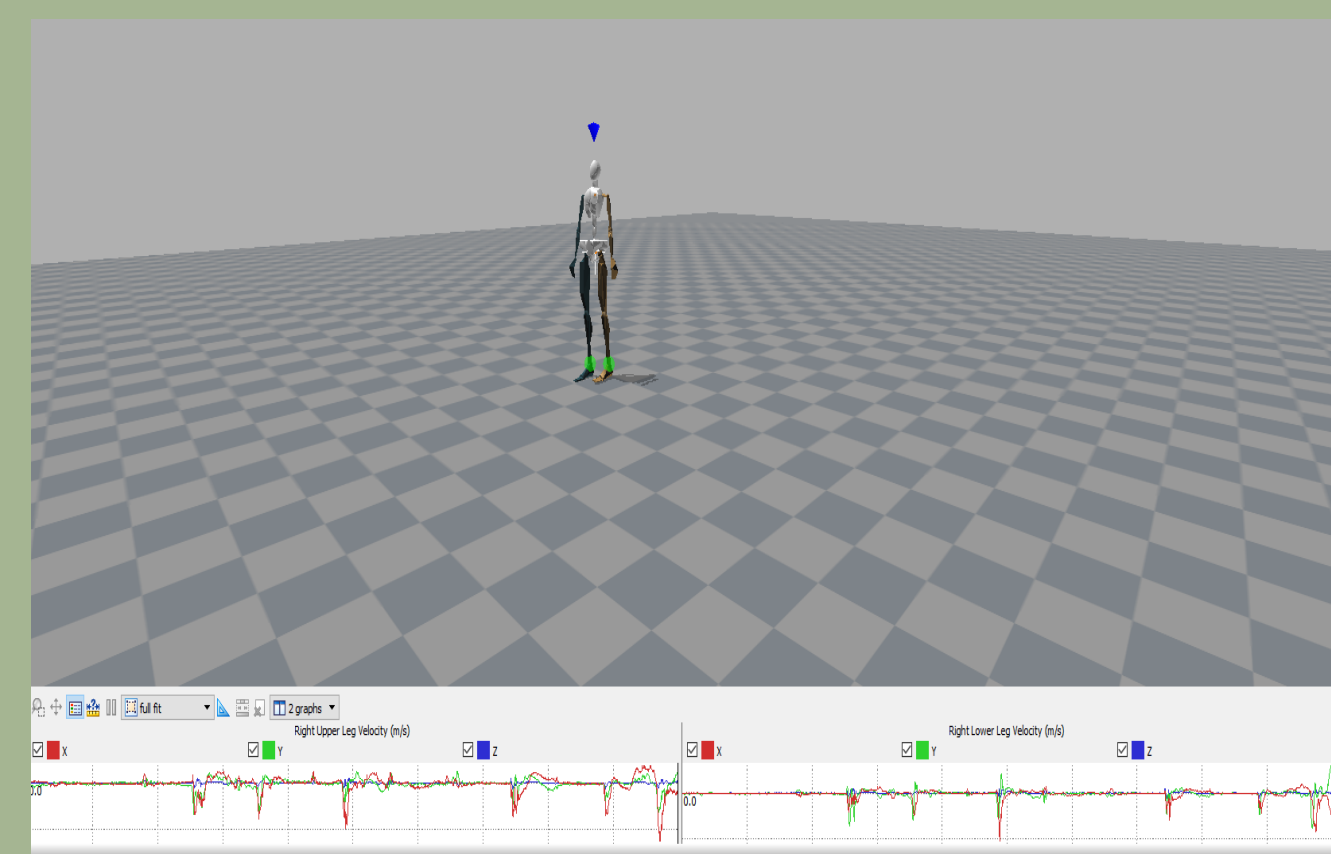 full fit
2 graphs
Right Upper Leg Velocity (m/s)
X
Y
Z
0.0
Right Lower Leg Velocity (m/s)
X
Y
Z
0.0